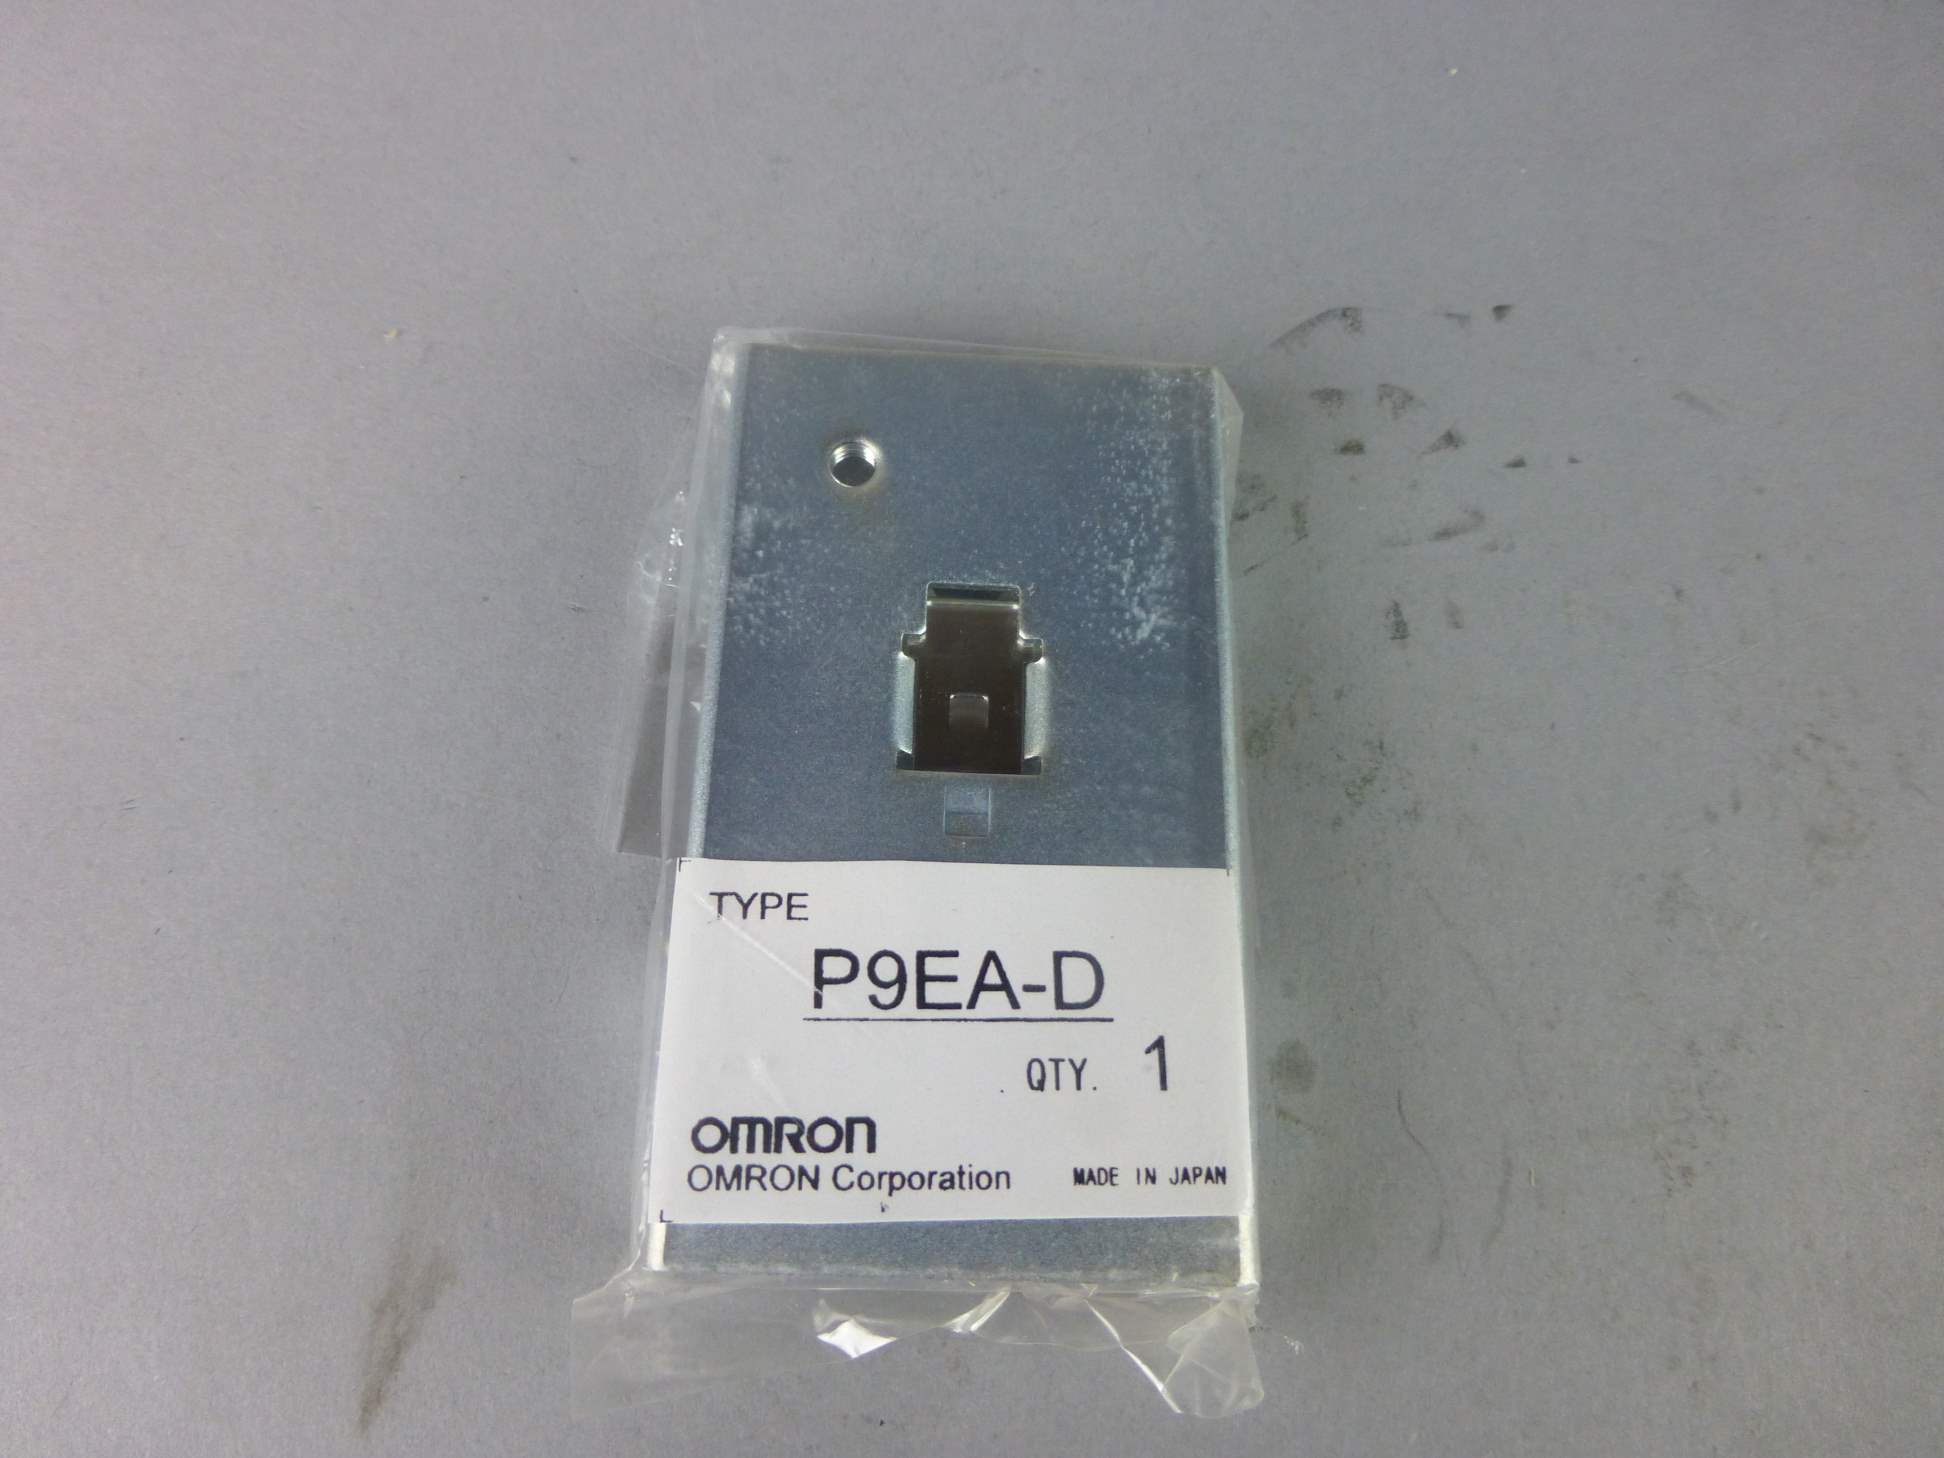 TYPE
P9EA-D
QTY. 1
OMRON
OMRON Corporation MADE IN JAPAN